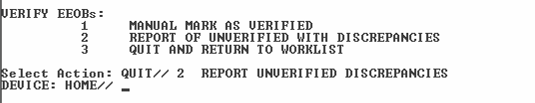 VERIFY EEOBs:
1 MANUAL MARK AS VERIFIED
2 REPORT OF UNVERIFIED WITH DISCREPANCIES
3 QUIT AND RETURN TO WORKLIST
Select Action: QUIT// 2 REPORT UNVERIFIED DISCREPANCIES
DEVICE: HOME// _